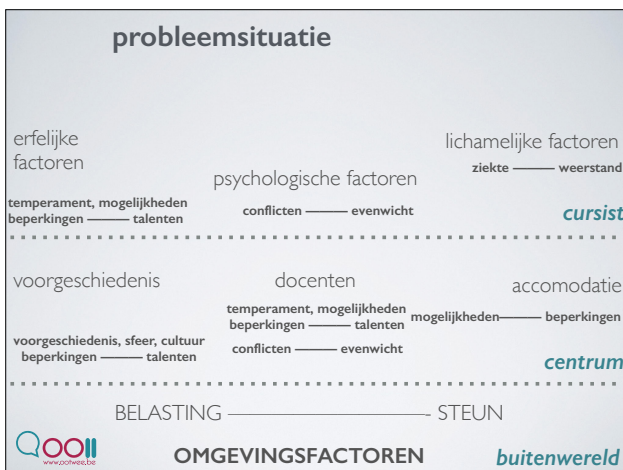 probleemsituatie
erfelijke
factoren
temperament, mogelijkheden
beperkingen ——— talenten
psychologische factoren
conflicten ——— evenwicht
lichamelijke factoren
ziekte ——— weerstand
cursist
voorgeschiedenis
voorgeschiedenis, sfeer, cultuur
beperkingen ——— talenten
docenten
temperament, mogelijkheden
beperkingen ——— talenten
conflicten ——— evenwicht
accomodatie
mogelijkheden ——— beperkingen
centrum
BELASTING ———————————- STEUN
OMGEVINGSFACTOREN
buitenwereld
www.ootwee.be